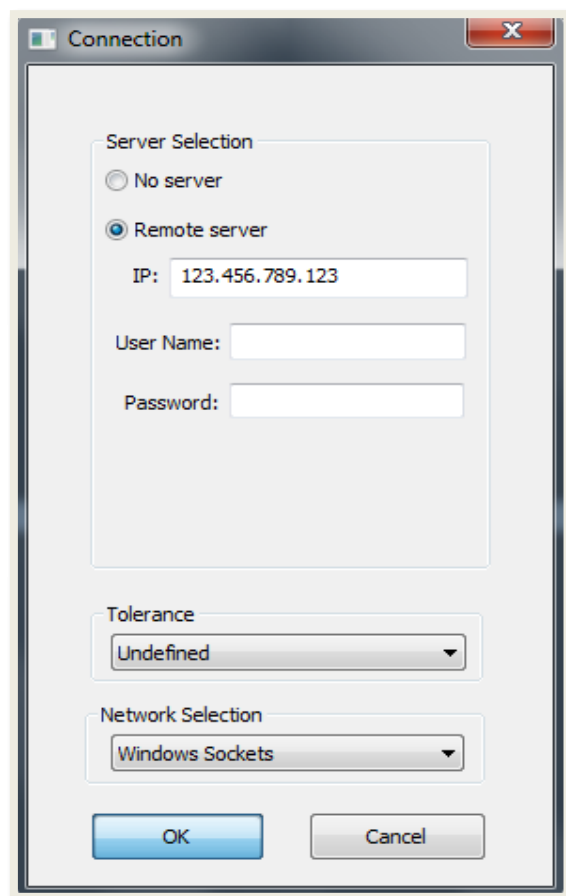 Connection
Server Selection
No server
Remote server
IP: 123.456.789.123
User Name:
Password:
Tolerance
Undefined
Network Selection
Windows Sockets
OK Cancel